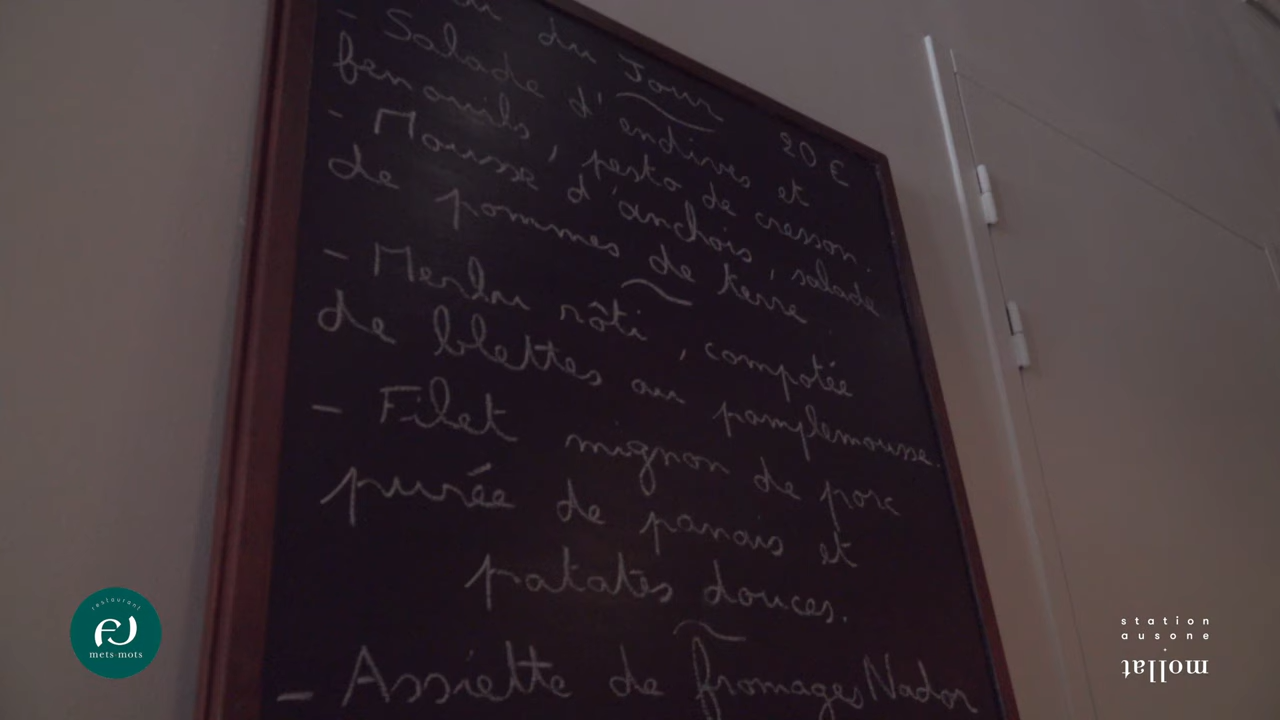 du Jour 20 €
- Salade d'endives et
fenouils, pesto de cresson.
- Mousse d'anchois, salade
de pommes de terre
- Merlu rôti, compotée
de blettes au pamplemousse.
- Filet mignon de porc
purée de panais et
patates douces.
- Assiette de fromages Nador
restaurant
mets mots
station
ausone
mollat